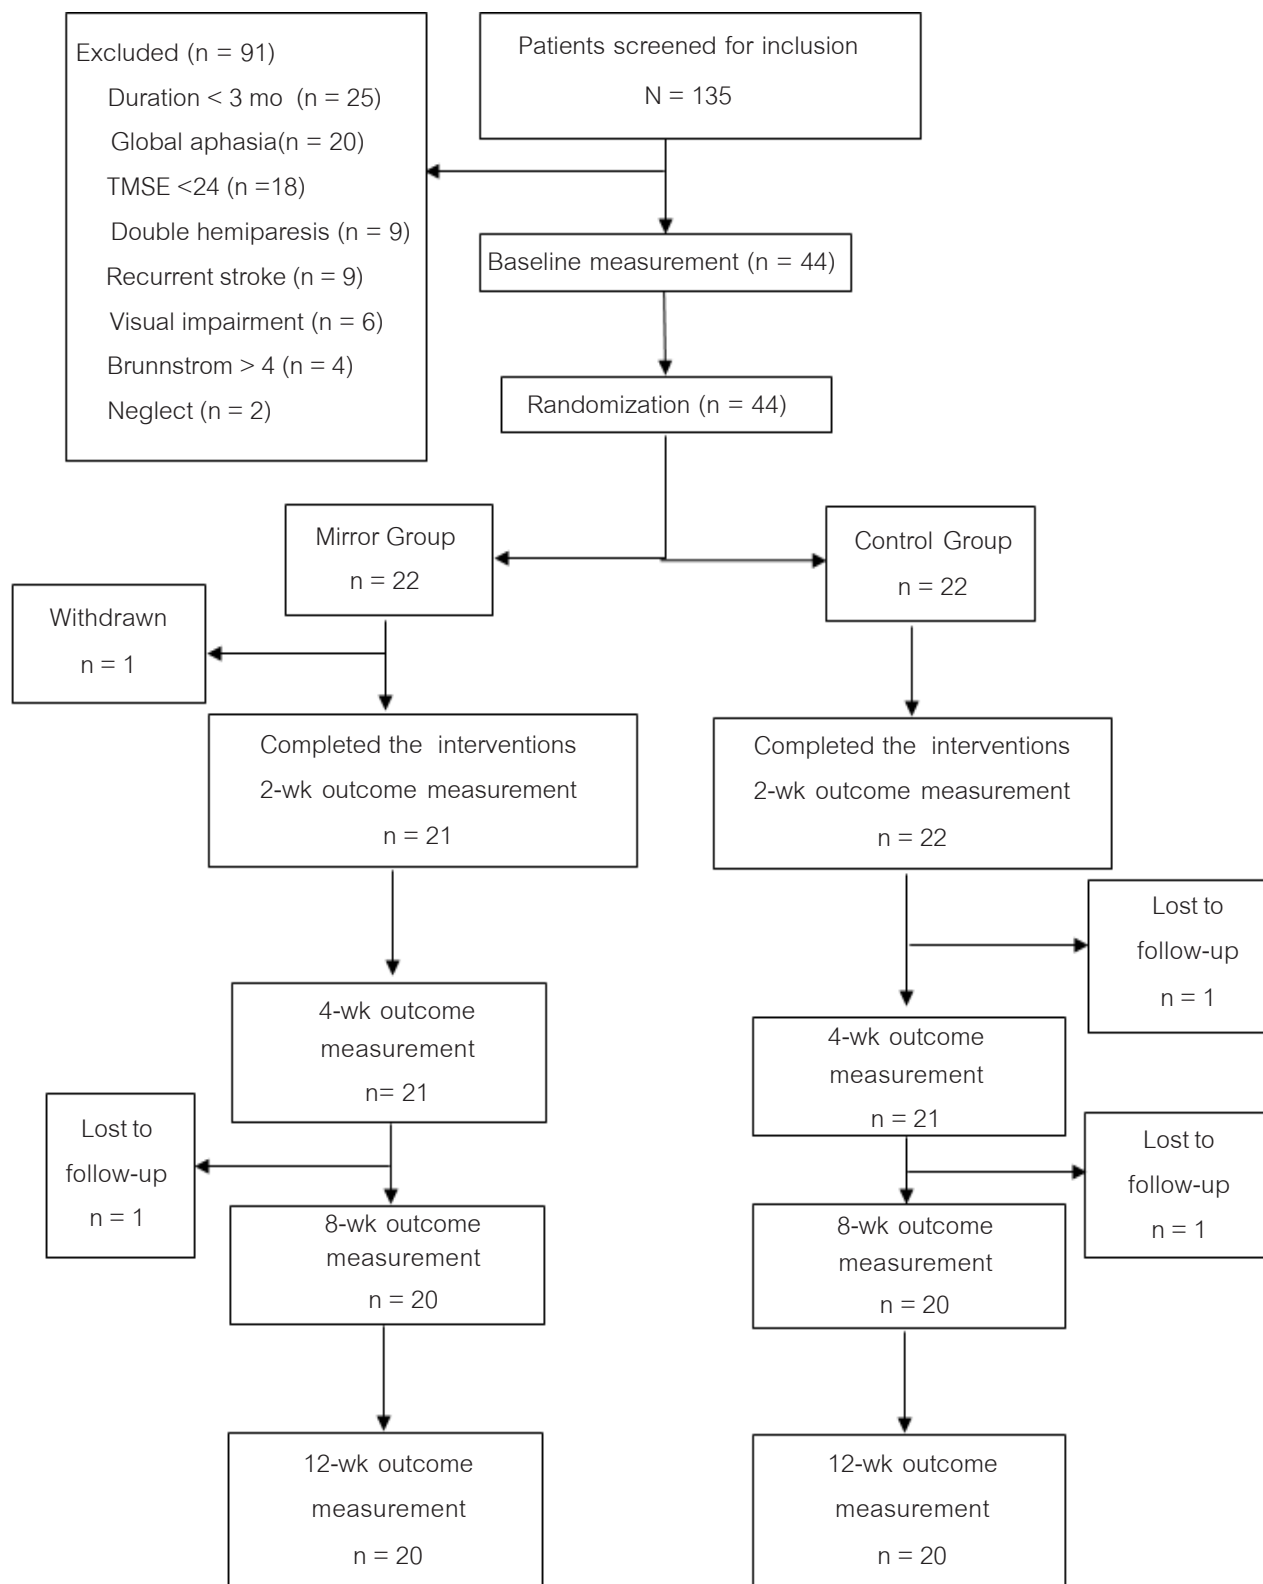 Excluded (n = 91)
Duration < 3 mo (n = 25)
Global aphasia(n = 20)
TMSE <24 (n =18)
Double hemiparesis (n = 9)
Recurrent stroke (n = 9)
Visual impairment (n = 6)
Brunnstrom > 4 (n = 4)
Neglect (n = 2)
Patients screened for inclusion
N = 135
Baseline measurement (n = 44)
Randomization (n = 44)
Mirror Group
n = 22
Control Group
n = 22
Withdrawn
n = 1
Completed the interventions
2-wk outcome measurement
n = 21
Completed the interventions
2-wk outcome measurement
n = 22
Lost to
follow-up
n = 1
4-wk outcome
measurement
n= 21
4-wk outcome
measurement
n = 21
Lost to
follow-up
n = 1
Lost to
follow-up
n = 1
8-wk outcome
measurement
n = 20
8-wk outcome
measurement
n = 20
12-wk outcome
measurement
n = 20
12-wk outcome
measurement
n = 20